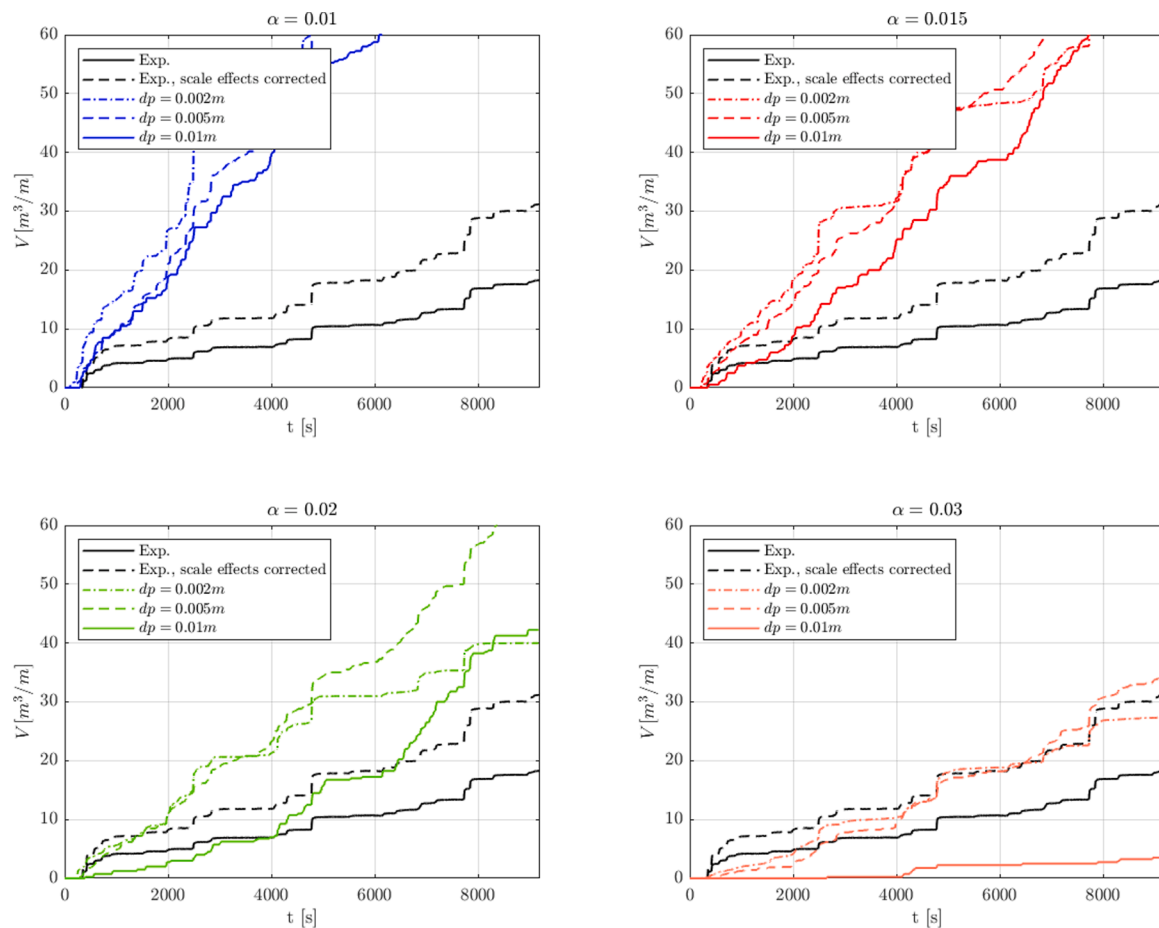 α = 0.01
60
50
40
30
20
10
0
V [m³/m]
Exp.
Exp., scale effects corrected
dp = 0.002m
dp = 0.005m
dp = 0.01m
0 2000 4000 6000 8000
t [s]
α = 0.015
60
50
40
30
20
10
0
V [m³/m]
Exp.
Exp., scale effects corrected
dp = 0.002m
dp = 0.005m
dp = 0.01m
0 2000 4000 6000 8000
t [s]
α = 0.02
60
50
40
30
20
10
0
V [m³/m]
Exp.
Exp., scale effects corrected
dp = 0.002m
dp = 0.005m
dp = 0.01m
0 2000 4000 6000 8000
t [s]
α = 0.03
60
50
40
30
20
10
0
V [m³/m]
Exp.
Exp., scale effects corrected
dp = 0.002m
dp = 0.005m
dp = 0.01m
0 2000 4000 6000 8000
t [s]